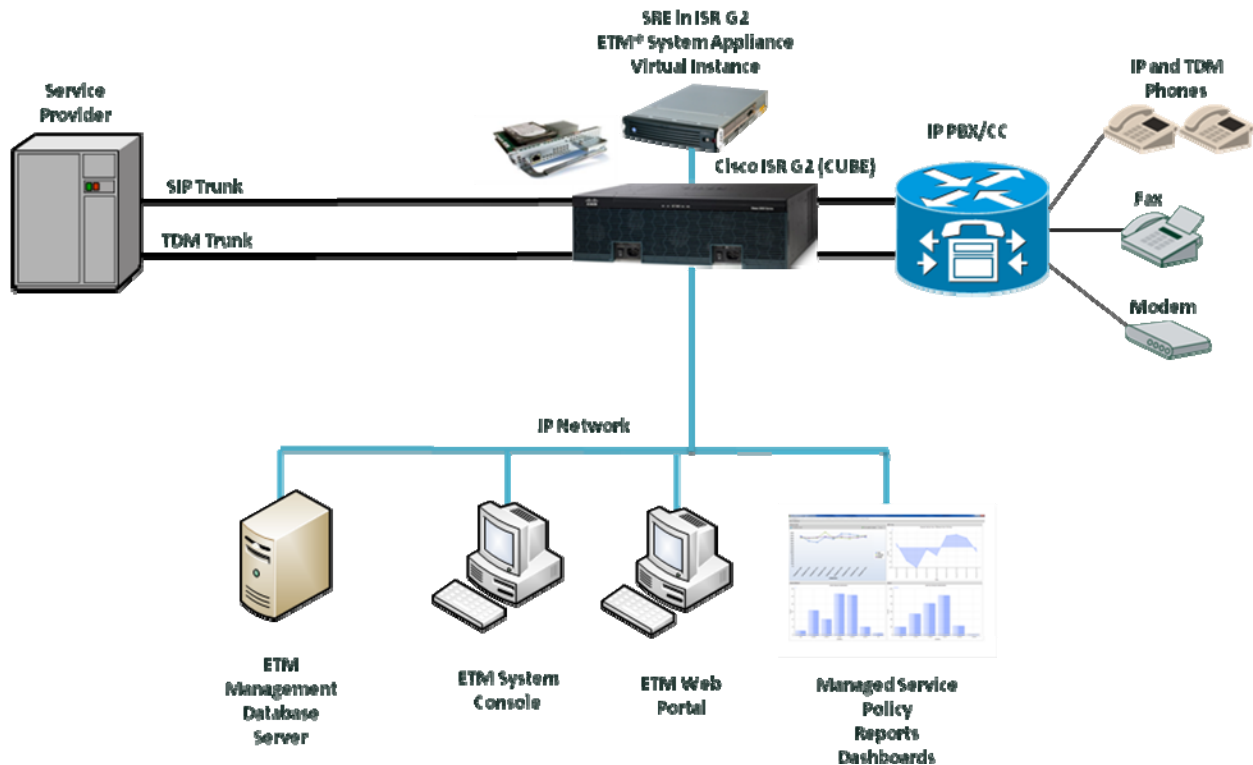 SRE in ISR G2
ETM® System Appliance
Virtual Instance
Service
Provider
IP and TDM
Phones
IP PBX/CC
Cisco ISR G2 (CUBE)
SIP Trunk
Fax
TDM Trunk
Modem
IP Network
ETM
Management
Database
Server
ETM System
Console
ETM Web
Portal
Managed Service
Policy
Reports
Dashboards